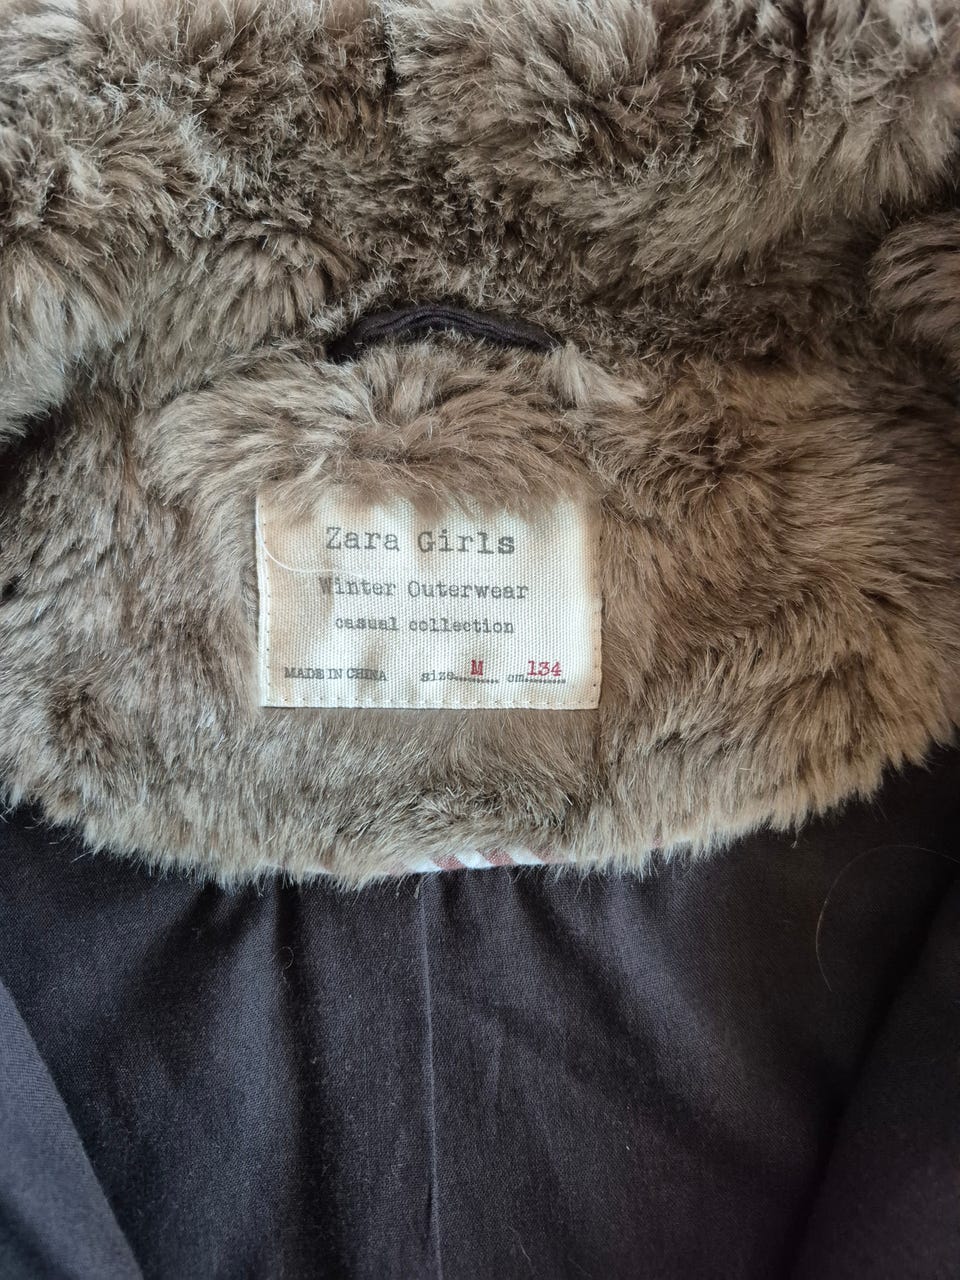 Zara Girls
Winter Outerwear
casual collection
MADE IN CHINA size........M........ cm........134........